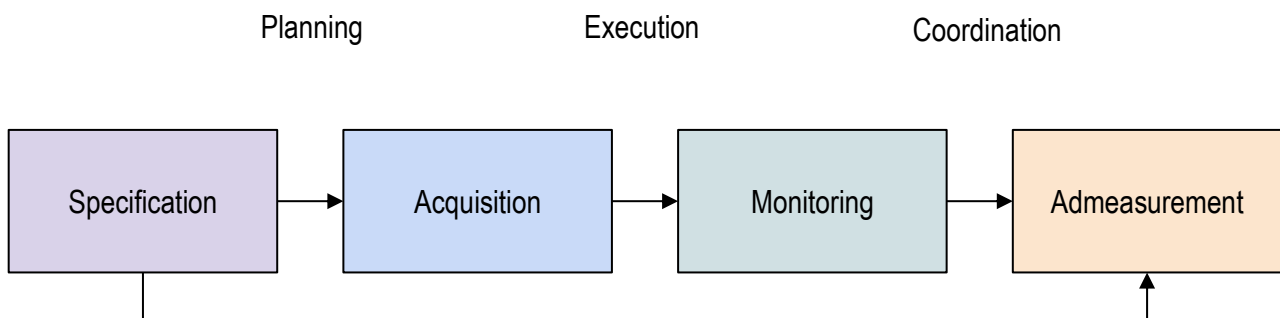 Planning Execution Coordination
Specification Acquisition Monitoring Admeasurement